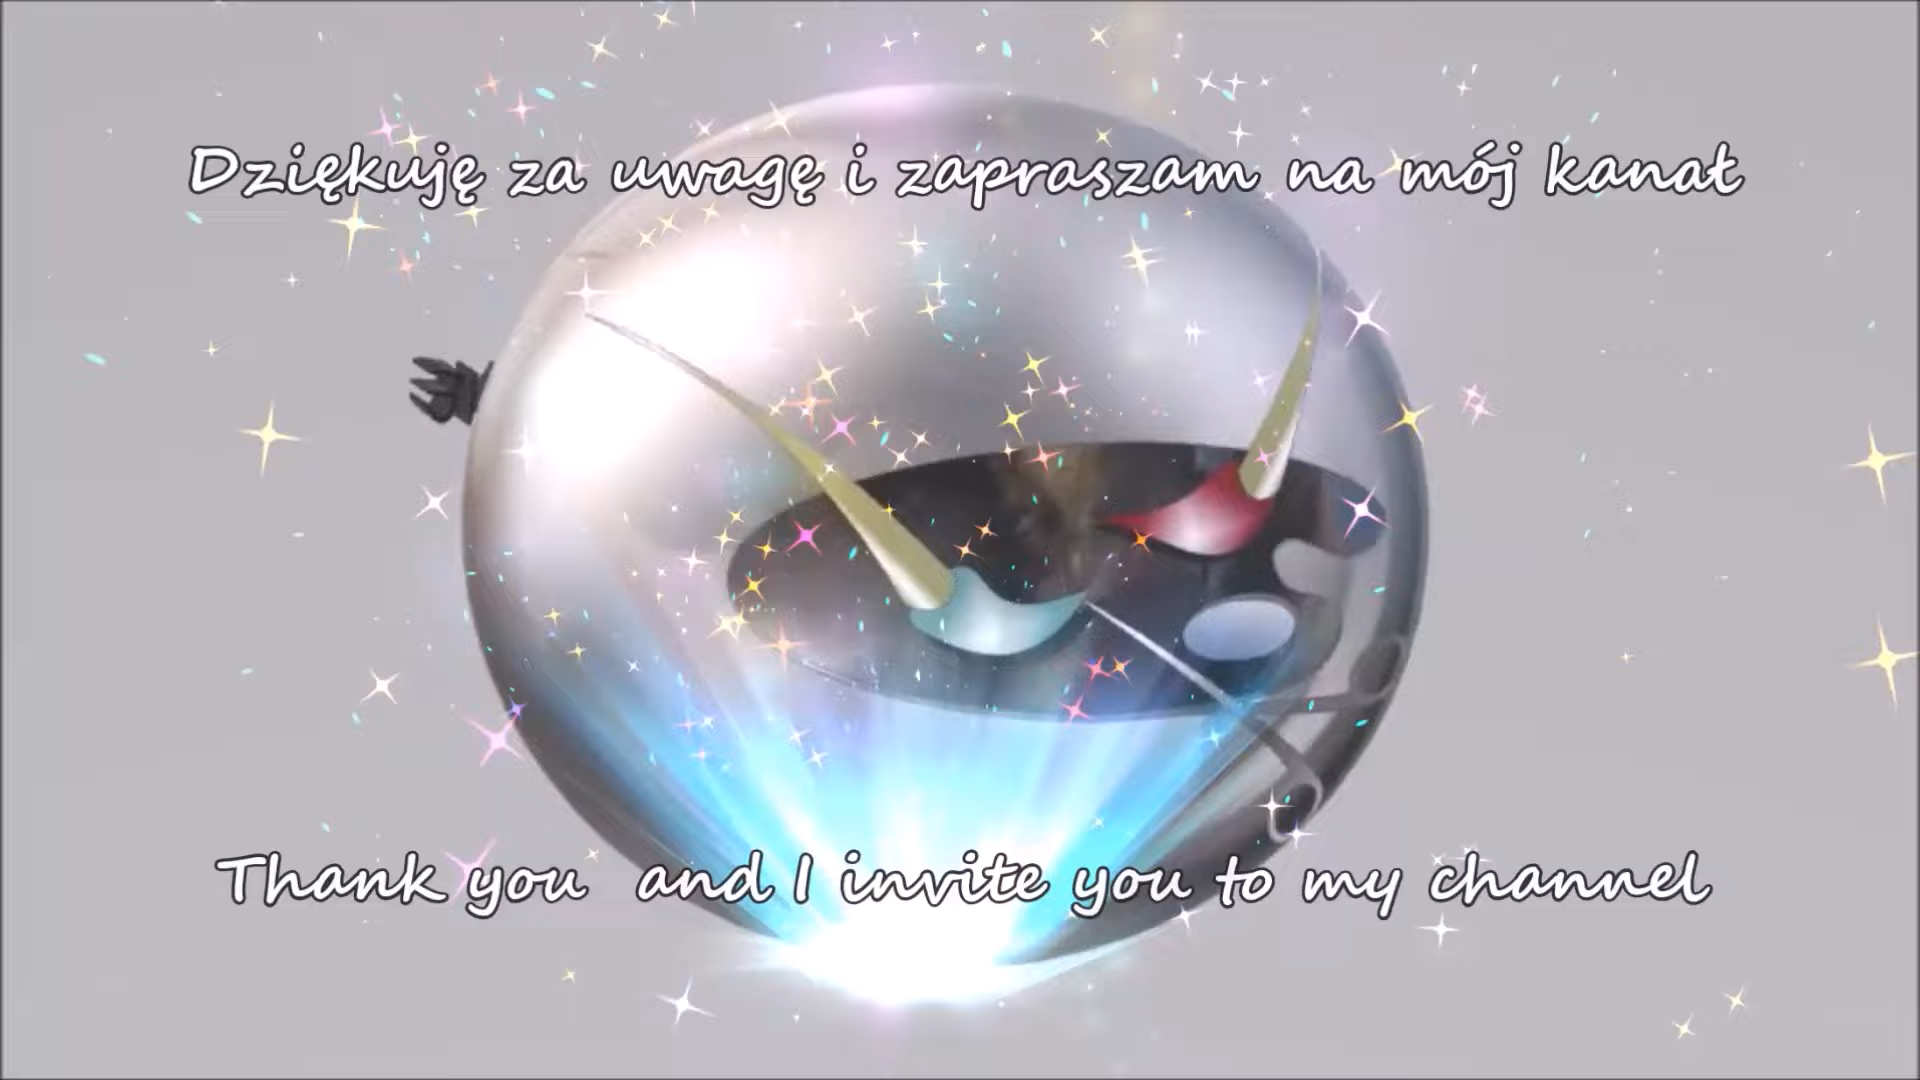 Dziękuję za uwagę i zapraszam na mój kanał
Thank you and I invite you to my channel